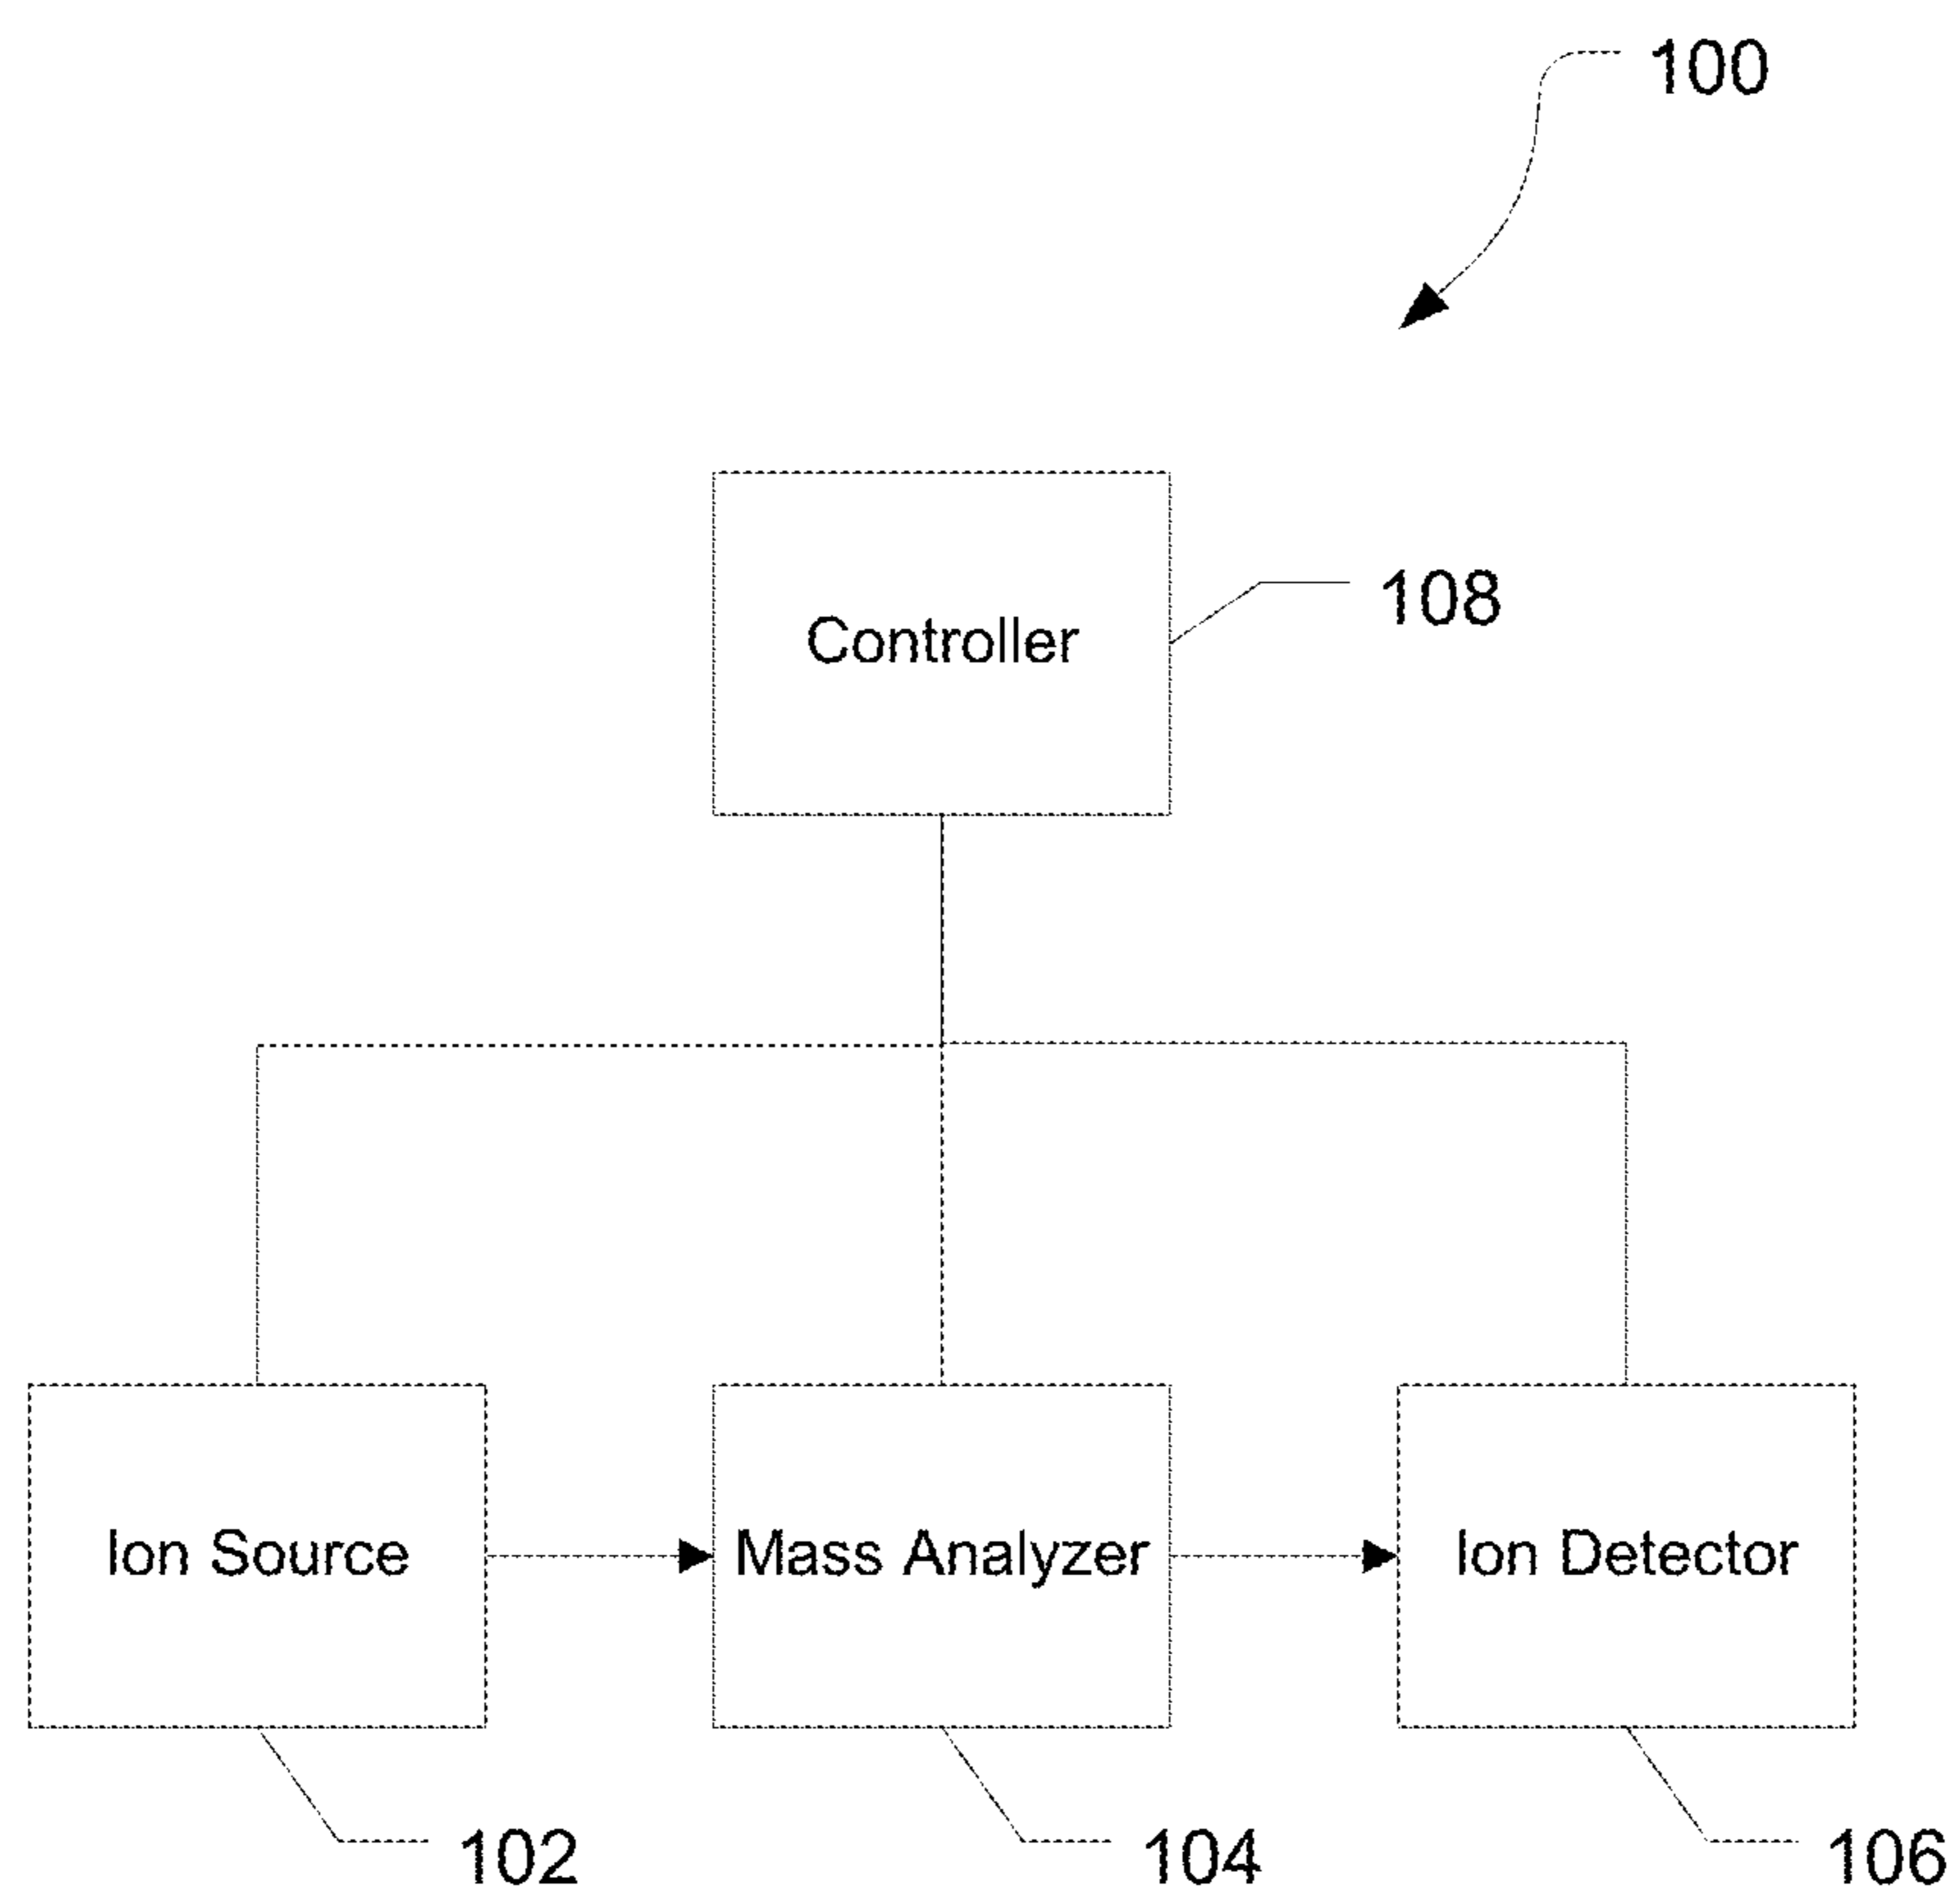 100
Controller
108
Ion Source
Mass Analyzer
Ion Detector
102
104
106